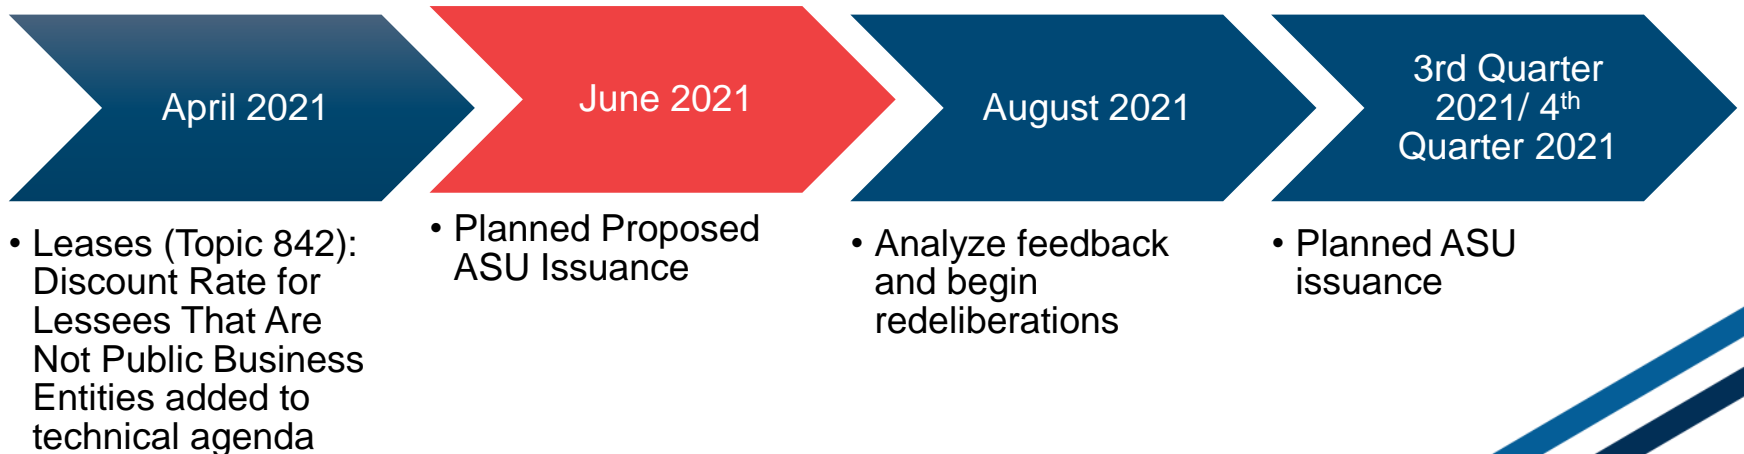 April 2021
June 2021
August 2021
3rd Quarter
2021/ 4th
Quarter 2021
• Leases (Topic 842):
Discount Rate for
Lessees That Are
Not Public Business
Entities added to
technical agenda
• Planned Proposed
ASU Issuance
• Analyze feedback
and begin
redeliberations
• Planned ASU
issuance